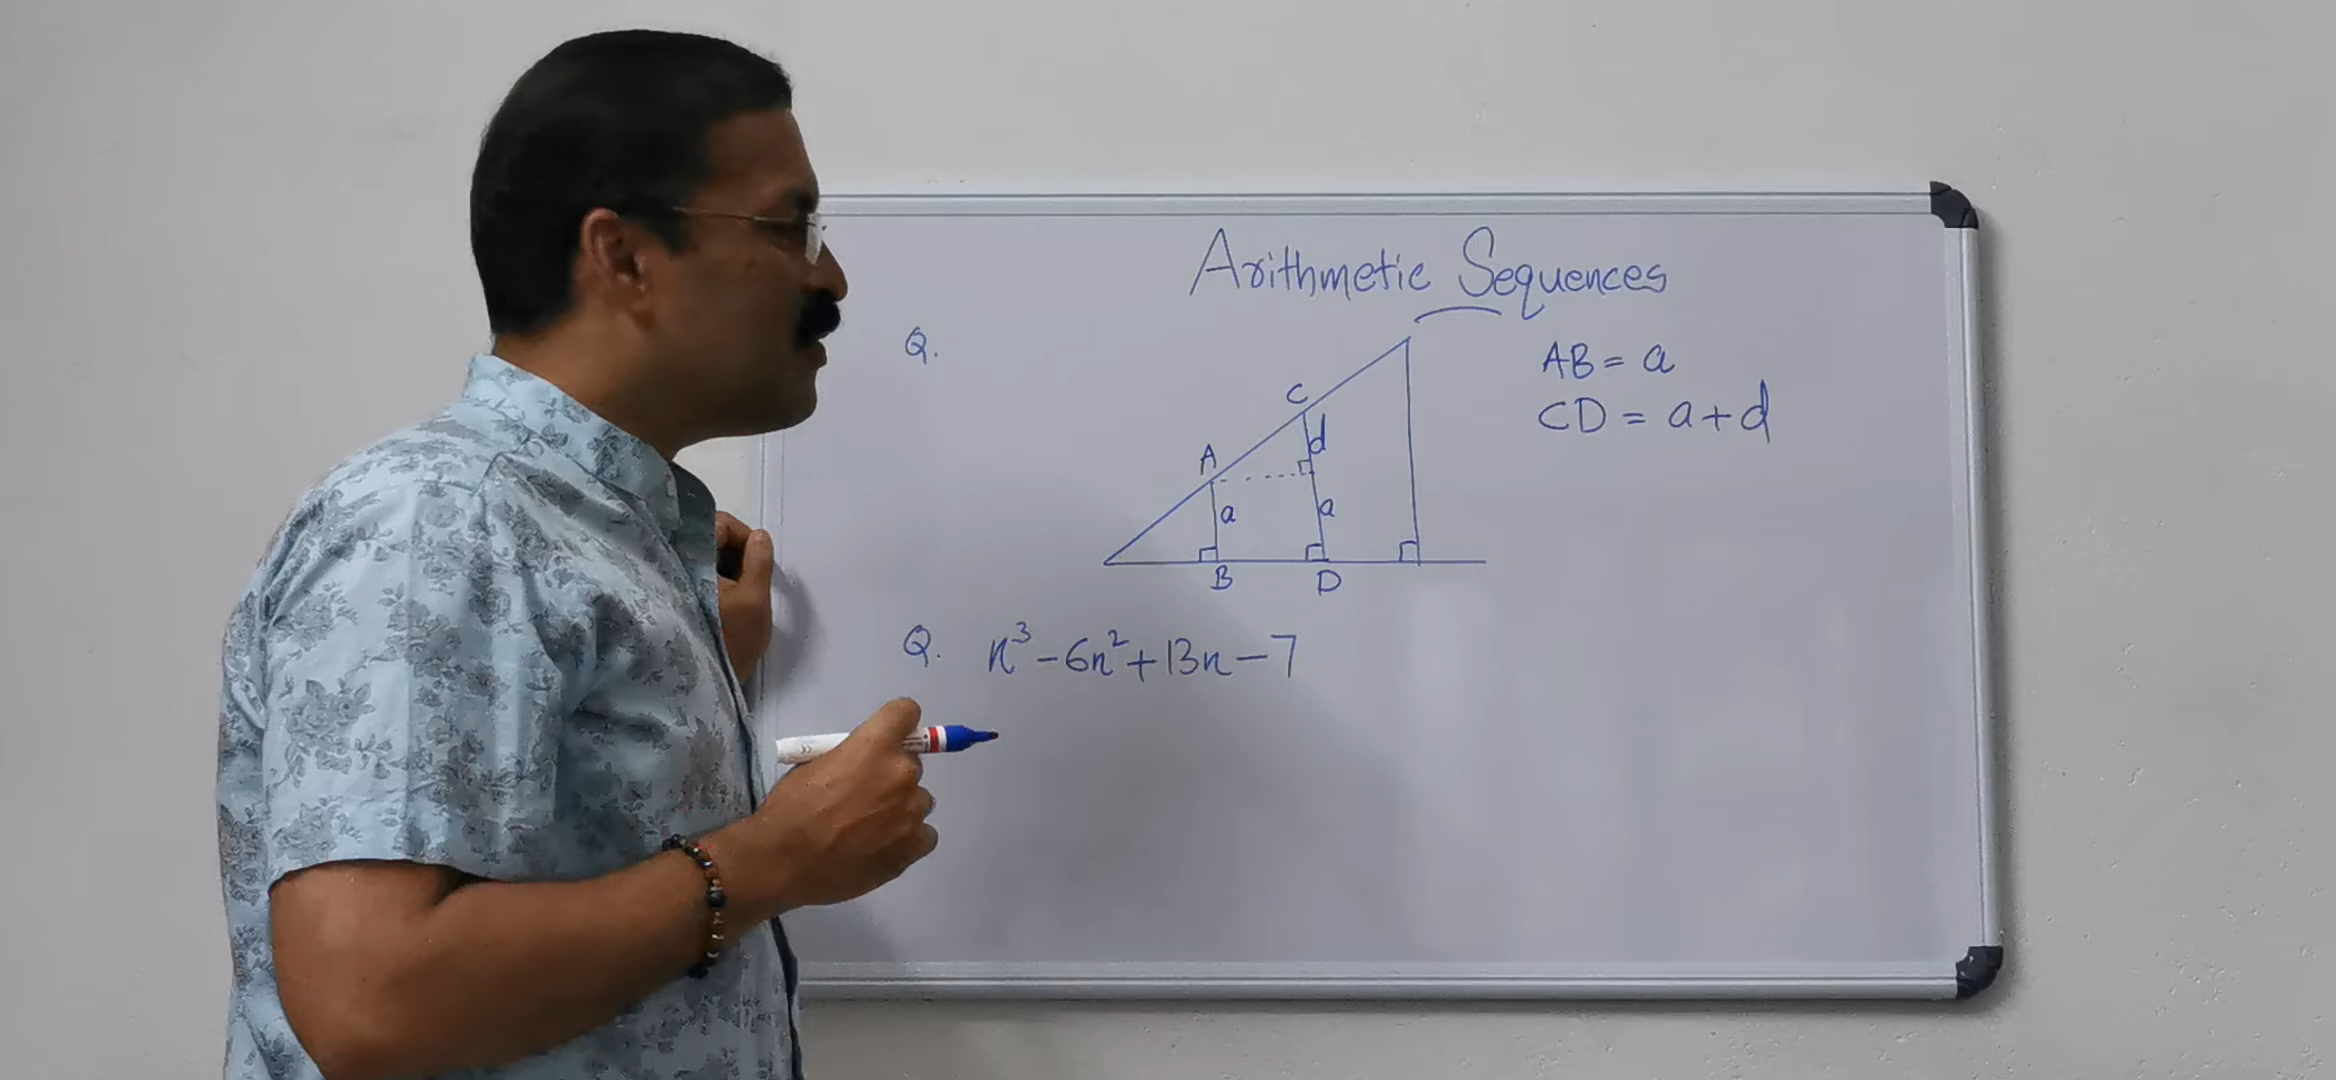 Arithmetic Sequences
Q.
AB = a
CD = a + d
C
d
A
a
a
B
D
Q. n³ - 6n² + 13n - 7